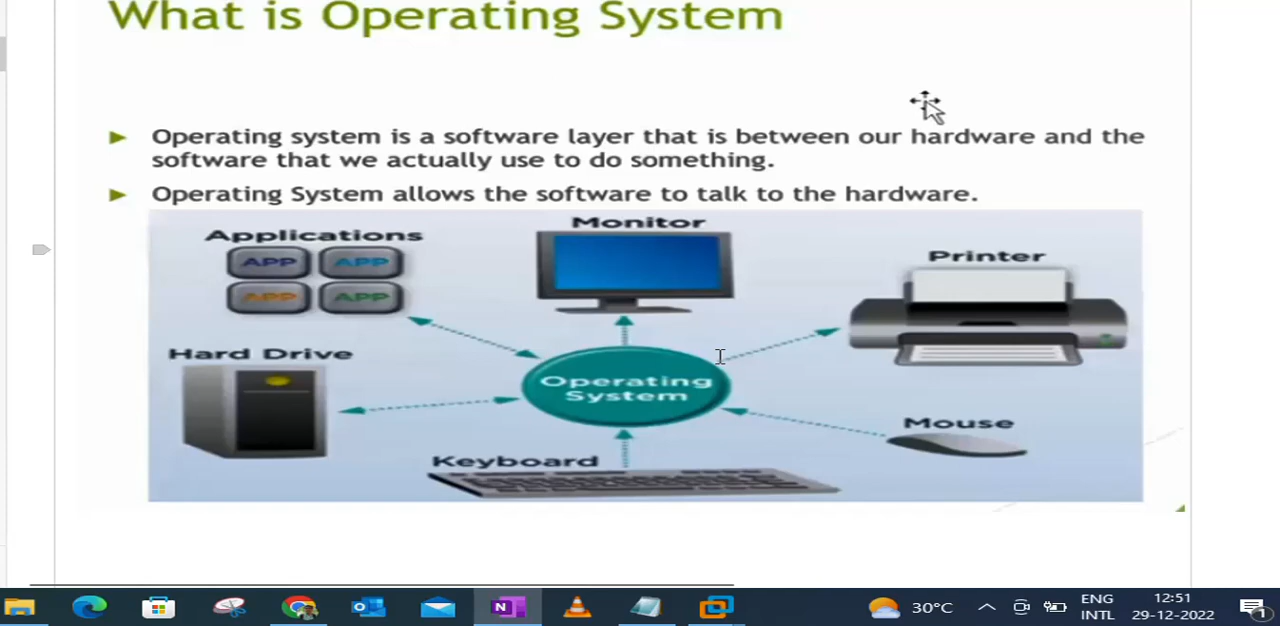 What is Operating System
Operating system is a software layer that is between our hardware and the
software that we actually use to do something.
Operating System allows the software to talk to the hardware.
Monitor
Applications
APP APP
APP APP
Printer
Hard Drive
Operating
System
Mouse
Keyboard
30°C
ENG
INTL
12:51
29-12-2022
1